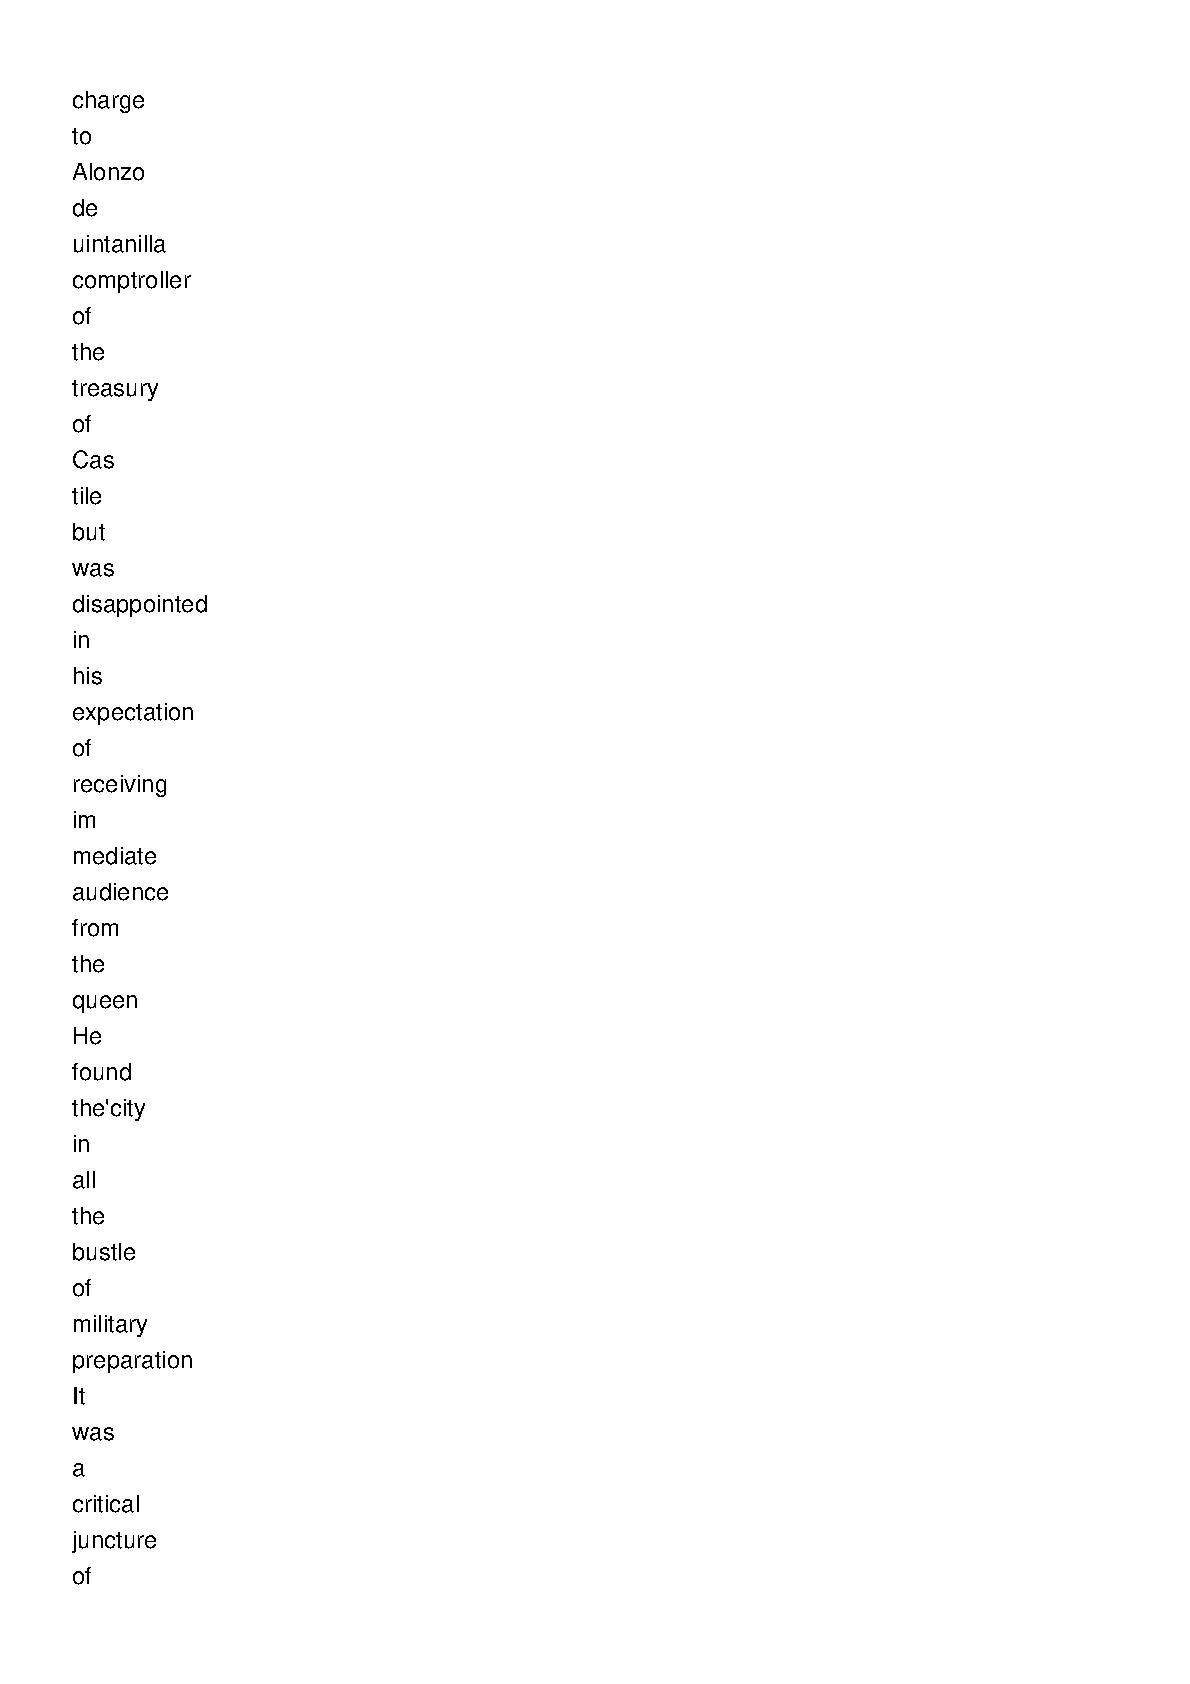 charge
to
Alonzo
de
uintanilla
comptroller
of
the
treasury
of
Cas
tile
but
was
disappointed
in
his
expectation
of
receiving
im
mediate
audience
from
the
queen
He
found
the'city
in
all
the
bustle
of
military
preparation
It
was
a
critical
juncture
of